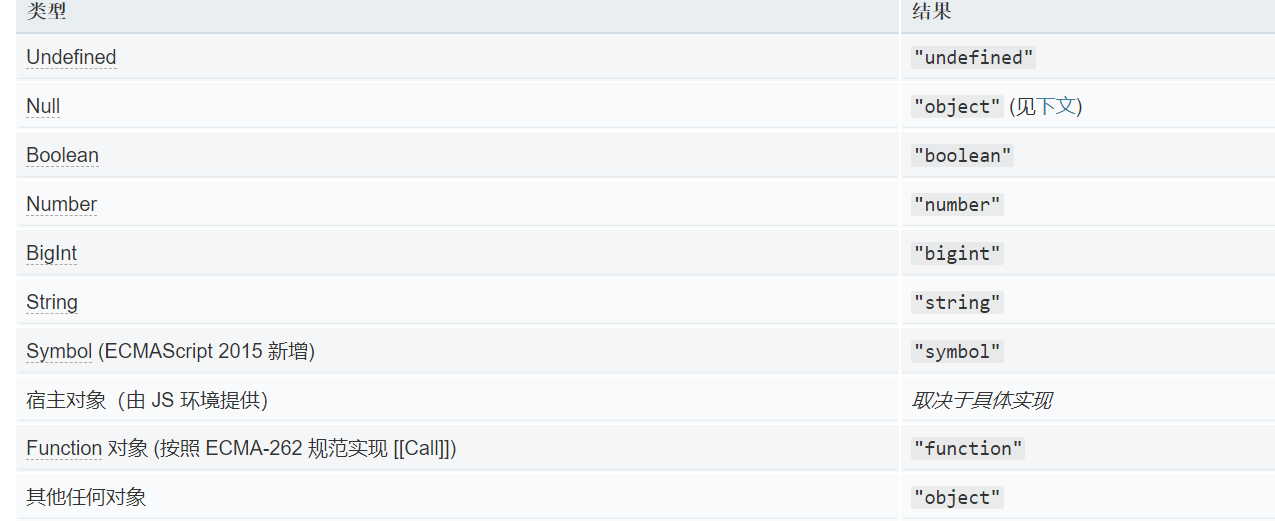 类型 结果
Undefined "undefined"
Null "object" (见下文)
Boolean "boolean"
Number "number"
BigInt "bigint"
String "string"
Symbol (ECMAScript 2015 新增) "symbol"
宿主对象（由 JS 环境提供） 取决于具体实现
Function 对象 (按照 ECMA-262 规范实现 [[Call]]) "function"
其他任何对象 "object"